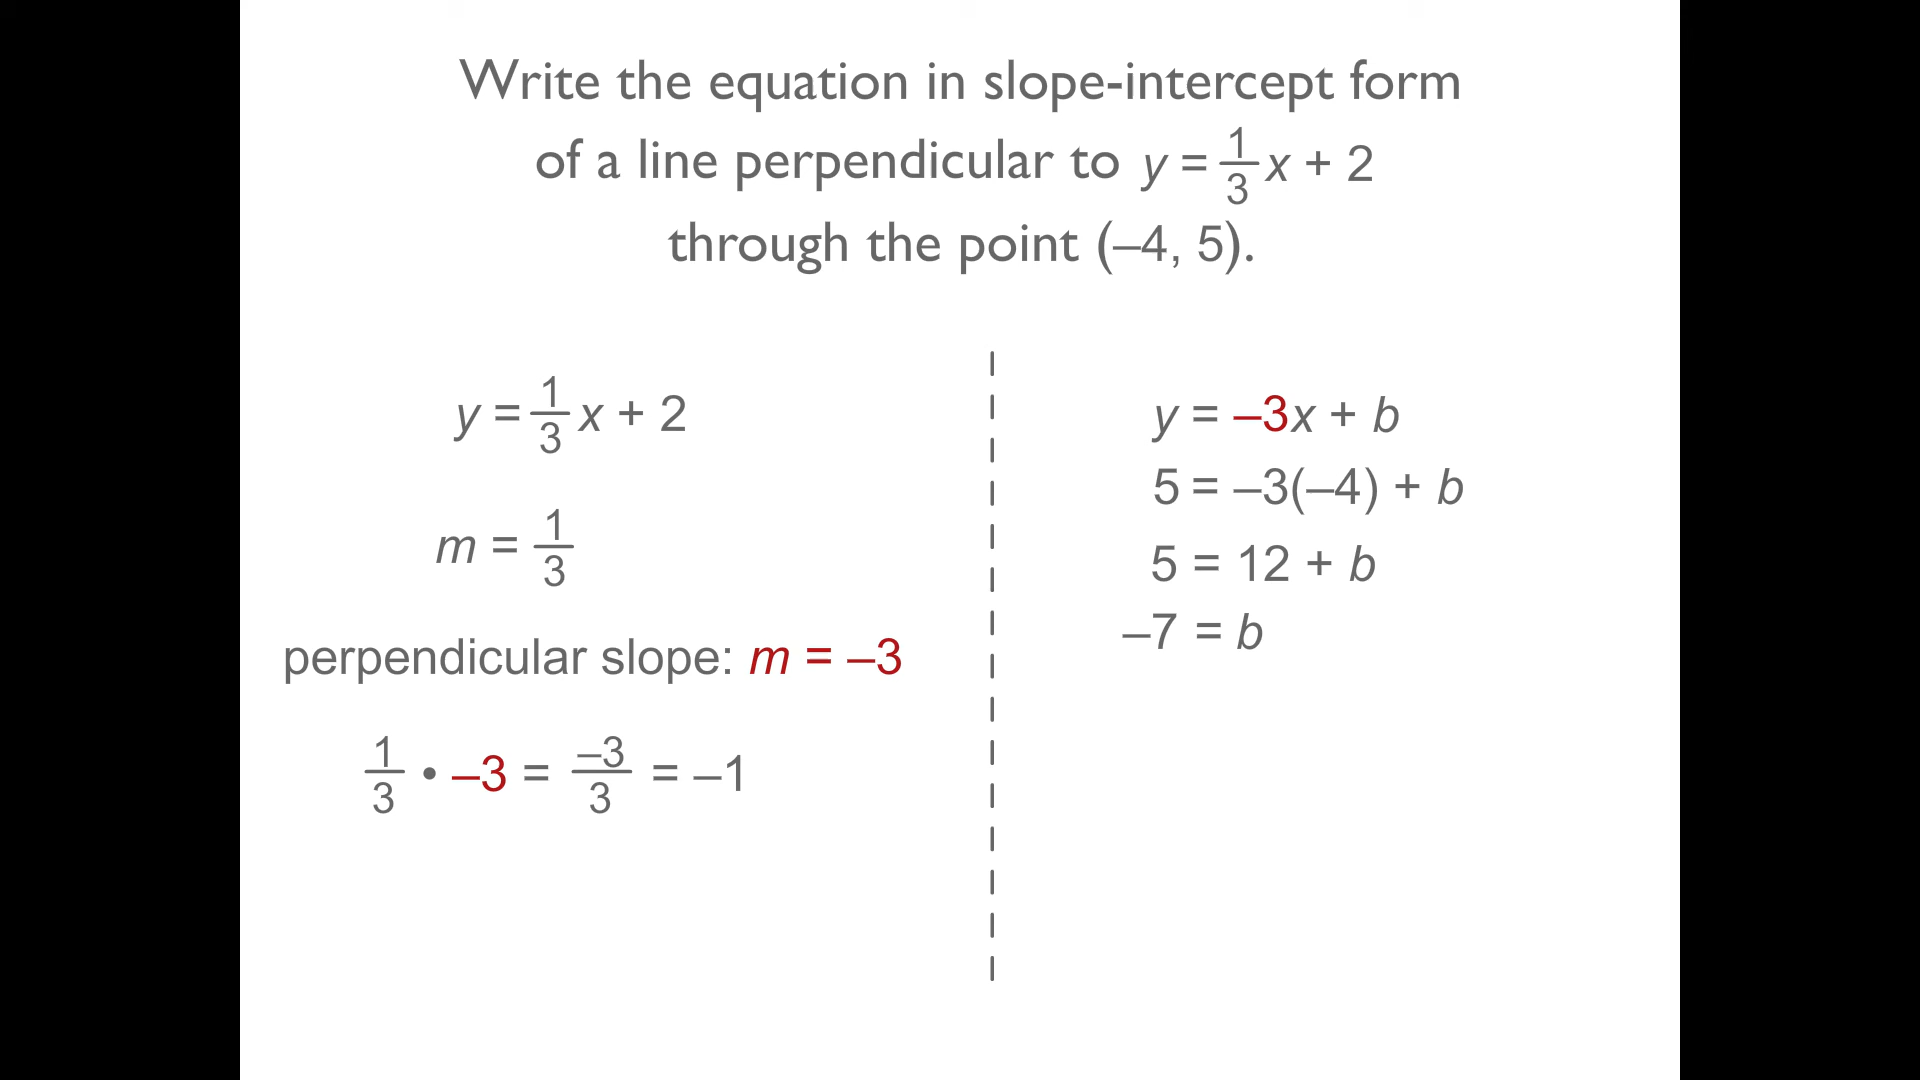 Write the equation in slope-intercept form
of a line perpendicular to y = 1/3 x + 2
through the point (–4, 5).
y = 1/3 x + 2
m = 1/3
perpendicular slope: m = –3
1/3 • –3 = –3/3 = –1
y = –3x + b
5 = –3(–4) + b
5 = 12 + b
–7 = b